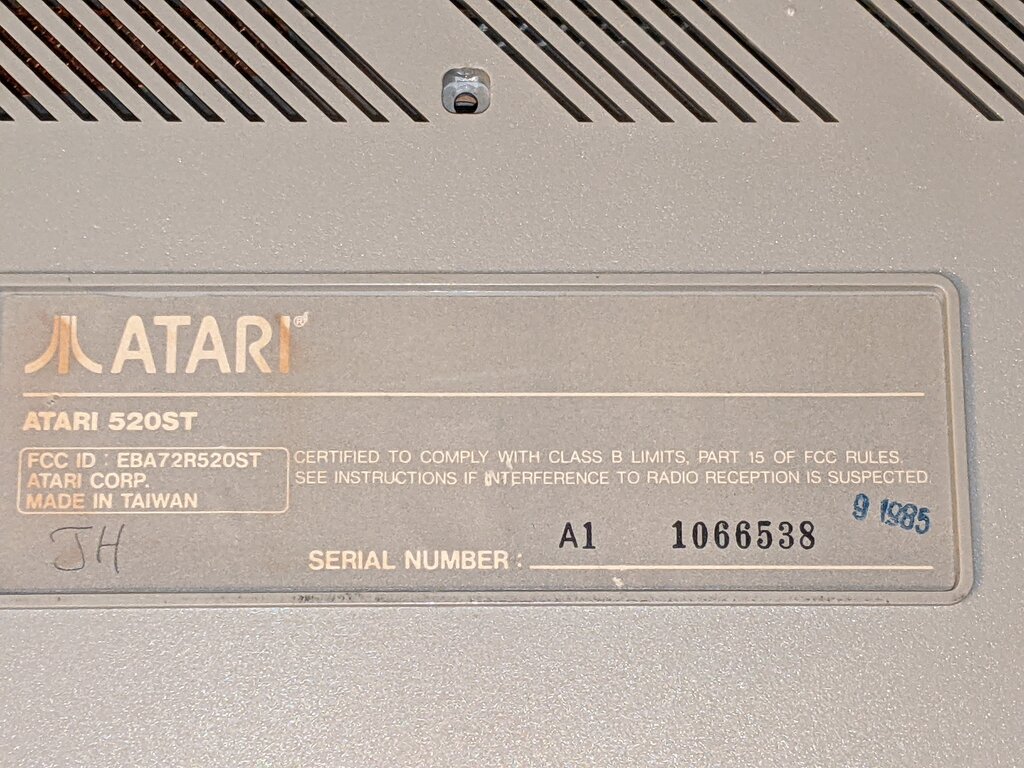 ATARI®
ATARI 520ST
FCC ID : EBA72R520ST
ATARI CORP.
MADE IN TAIWAN
CERTIFIED TO COMPLY WITH CLASS B LIMITS, PART 15 OF FCC RULES.
SEE INSTRUCTIONS IF INTERFERENCE TO RADIO RECEPTION IS SUSPECTED.
9 1985
JH
SERIAL NUMBER : A1 1066538